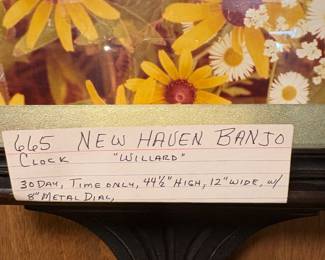 665 NEW HAVEN BANJO
CLOCK "WILLARD"
30 DAY, TIME ONLY, 44½" HIGH, 12" WIDE, W/
8" METAL DIAL,